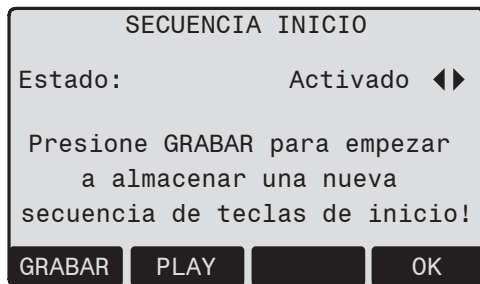 SECUENCIA INICIO
Estado: Activado
Presione GRABAR para empezar
a almacenar una nueva
secuencia de teclas de inicio!
GRABAR PLAY OK